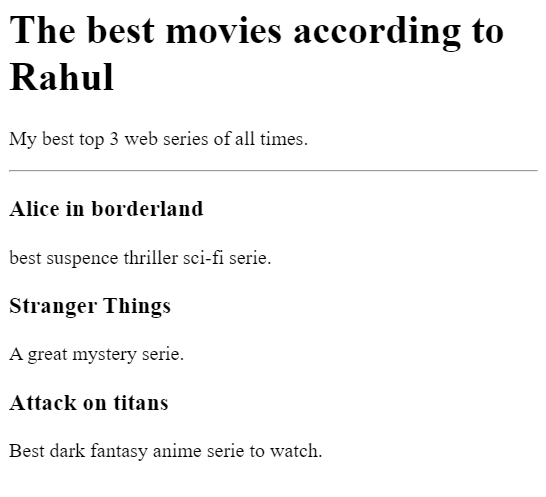 The best movies according to
Rahul
My best top 3 web series of all times.
Alice in borderland
best suspence thriller sci-fi serie.
Stranger Things
A great mystery serie.
Attack on titans
Best dark fantasy anime serie to watch.